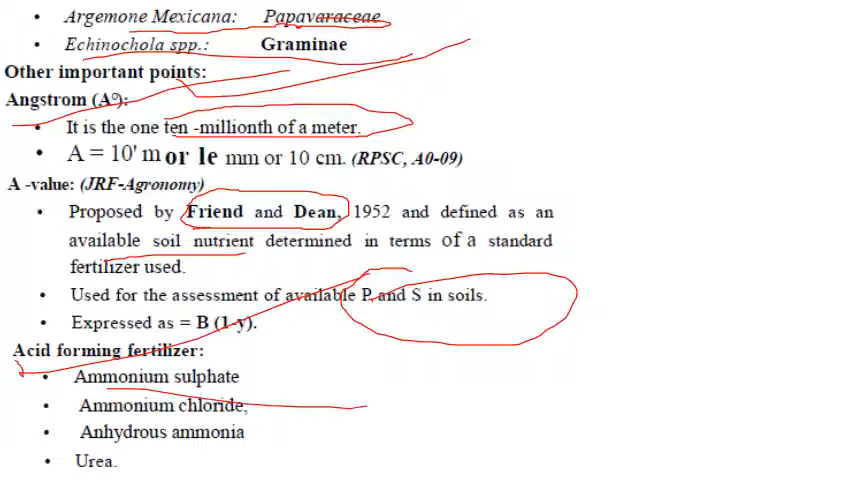 • Argemone Mexicana: Papavaraceae
• Echinochola spp.: Graminae
Other important points:
Angstrom (A°):
• It is the one ten -millionth of a meter.
• A = 10' m or le mm or 10 cm. (RPSC, A0-09)
A -value: (JRF-Agronomy)
• Proposed by Friend and Dean, 1952 and defined as an
available soil nutrient determined in terms of a standard
fertilizer used.
• Used for the assessment of available P and S in soils.
• Expressed as = B (1-y).
Acid forming fertilizer:
• Ammonium sulphate
• Ammonium chloride,
• Anhydrous ammonia
• Urea.